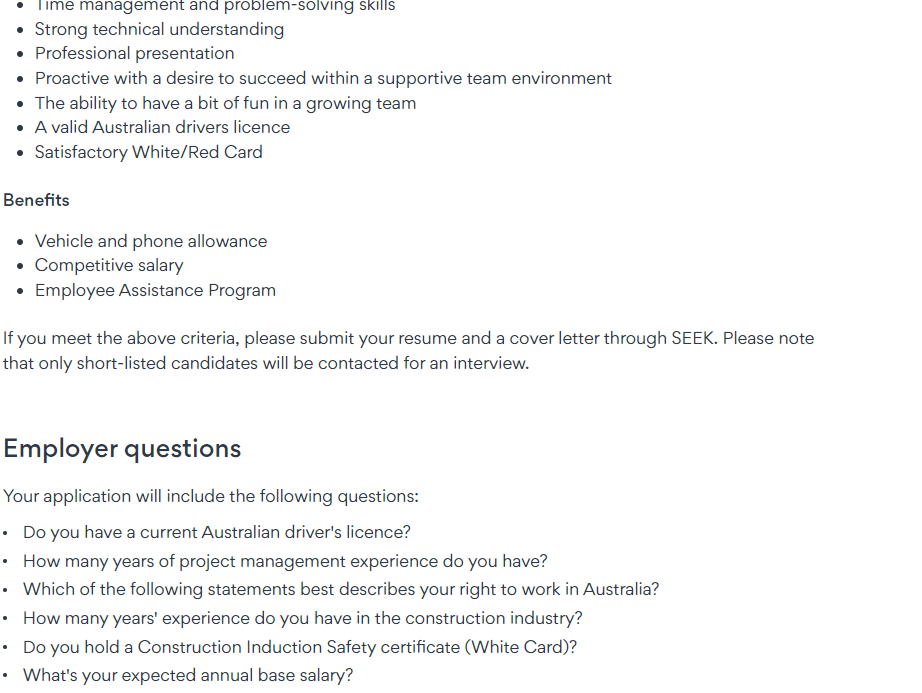 • Time management and problem-solving skills
• Strong technical understanding
• Professional presentation
• Proactive with a desire to succeed within a supportive team environment
• The ability to have a bit of fun in a growing team
• A valid Australian drivers licence
• Satisfactory White/Red Card
Benefits
• Vehicle and phone allowance
• Competitive salary
• Employee Assistance Program
If you meet the above criteria, please submit your resume and a cover letter through SEEK. Please note
that only short-listed candidates will be contacted for an interview.
Employer questions
Your application will include the following questions:
• Do you have a current Australian driver's licence?
• How many years of project management experience do you have?
• Which of the following statements best describes your right to work in Australia?
• How many years' experience do you have in the construction industry?
• Do you hold a Construction Induction Safety certificate (White Card)?
• What's your expected annual base salary?